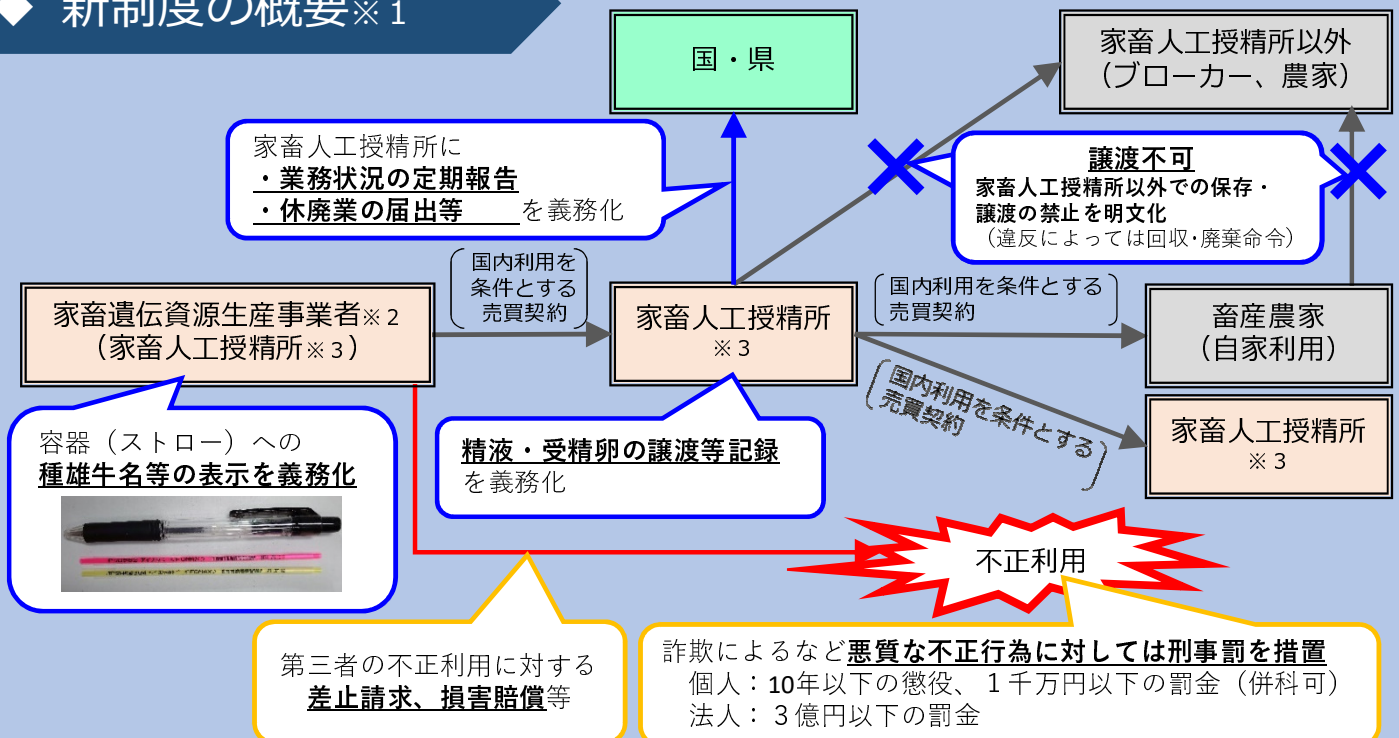 ◆ 新制度の概要※1
国・県
家畜人工授精所以外
（ブローカー、農家）
家畜人工授精所に
・業務状況の定期報告
・休廃業の届出等 を義務化
譲渡不可
家畜人工授精所以外での保存・
譲渡の禁止を明文化
（違反によっては回収･廃棄命令）
国内利用を
条件とする
売買契約
家畜遺伝資源生産事業者※2
（家畜人工授精所※3）
家畜人工授精所
※3
国内利用を条件とする
売買契約
畜産農家
（自家利用）
国内利用を条件とする
売買契約
家畜人工授精所
※3
容器（ストロー）への
種雄牛名等の表示を義務化
精液・受精卵の譲渡等記録
を義務化
不正利用
第三者の不正利用に対する
差止請求、損害賠償等
詐欺によるなど悪質な不正行為に対しては刑事罰を措置
個人：10年以下の懲役、１千万円以下の罰金（併科可）
法人：３億円以下の罰金